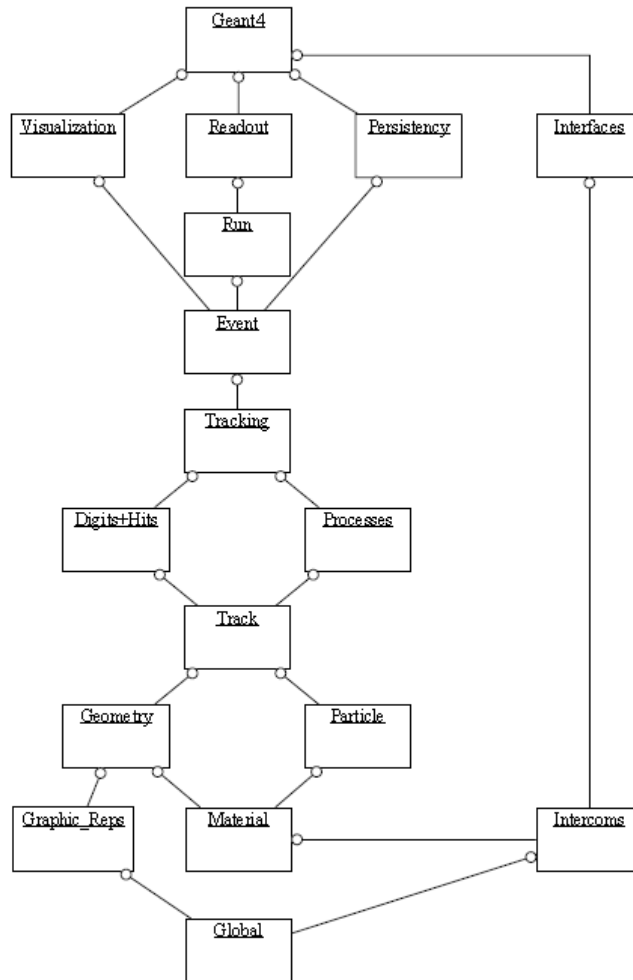 Geant4
Visualization
Readout
Persistency
Interfaces
Run
Event
Tracking
Digits+Hits
Processes
Track
Geometry
Particle
Graphic_Reps
Material
Intercoms
Global